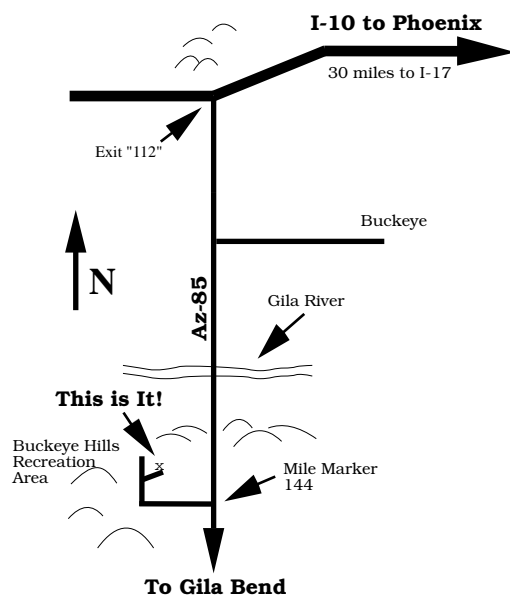 I-10 to Phoenix
30 miles to I-17
Exit "112"
Buckeye
N
Az-85
Gila River
This is It!
Buckeye Hills
Recreation
Area
x
Mile Marker
144
To Gila Bend